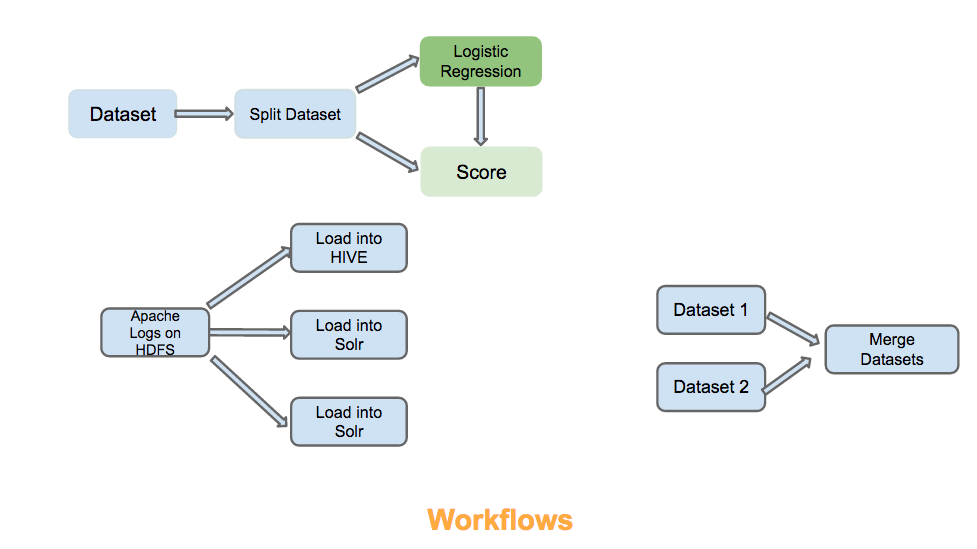 Logistic
Regression
Dataset
Split Dataset
Score
Load into
HIVE
Apache
Logs on
HDFS
Load into
Solr
Load into
Solr
Dataset 1
Dataset 2
Merge
Datasets
Workflows